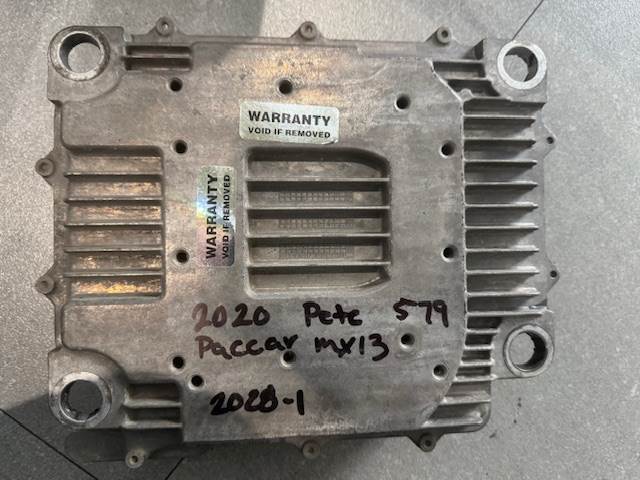 WARRANTY
VOID IF REMOVED
WARRANTY
VOID IF REMOVED
2020 Pete 579
Paccar mx13
2028-1